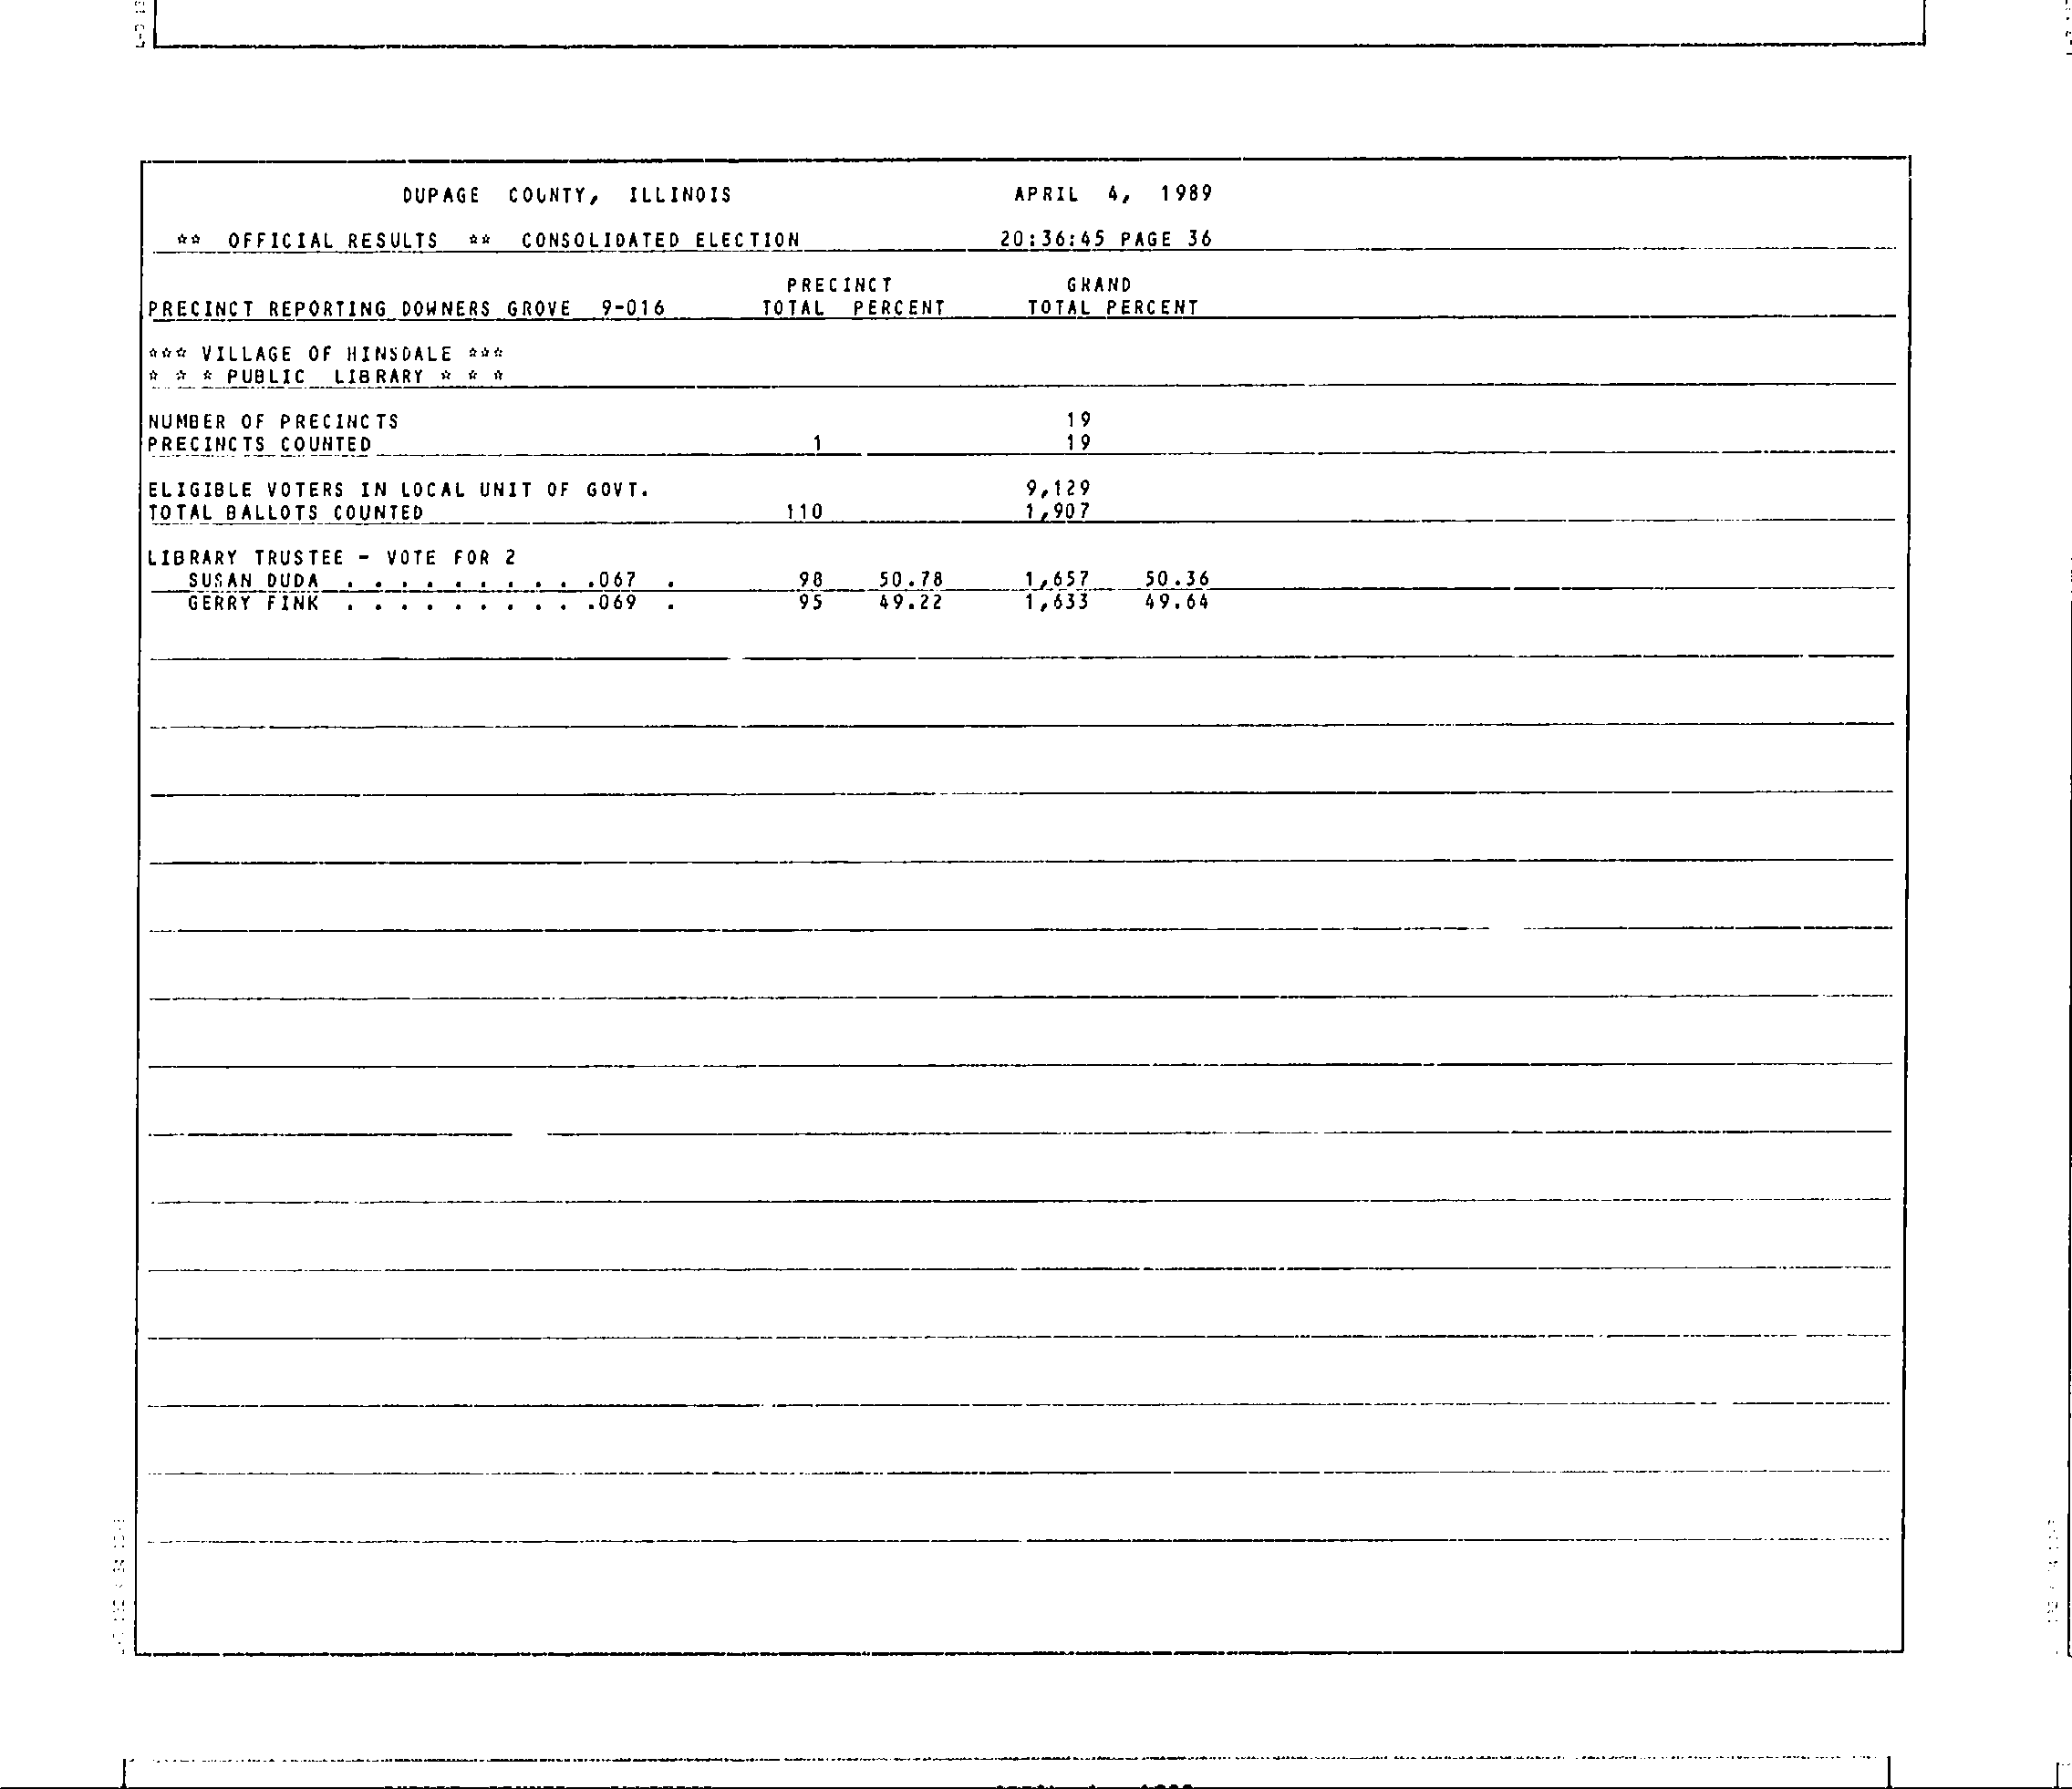 DUPAGE COUNTY, ILLINOIS APRIL 4, 1989
** OFFICIAL RESULTS ** CONSOLIDATED ELECTION 20:36:45 PAGE 36
PRECINCT GRAND
PRECINCT REPORTING DOWNERS GROVE 9-016 TOTAL PERCENT TOTAL PERCENT
*** VILLAGE OF HINSDALE ***
* * * PUBLIC LIBRARY * * *
NUMBER OF PRECINCTS 19
PRECINCTS COUNTED 1 19
ELIGIBLE VOTERS IN LOCAL UNIT OF GOVT. 9,129
TOTAL BALLOTS COUNTED 110 1,907
LIBRARY TRUSTEE - VOTE FOR 2
SUSAN DUDA . . . . . . . . . .067 . 98 50.78 1,657 50.36
GERRY FINK . . . . . . . . . .069 . 95 49.22 1,633 49.64